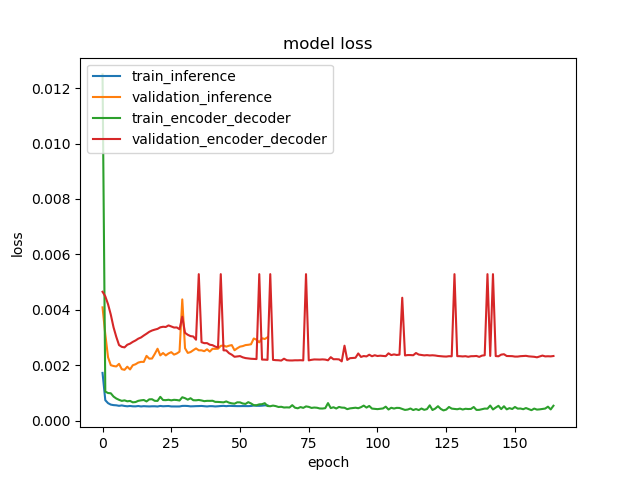 model loss
train_inference
validation_inference
train_encoder_decoder
validation_encoder_decoder
0.012
0.010
0.008
0.006
0.004
0.002
0.000
loss
0 25 50 75 100 125 150
epoch